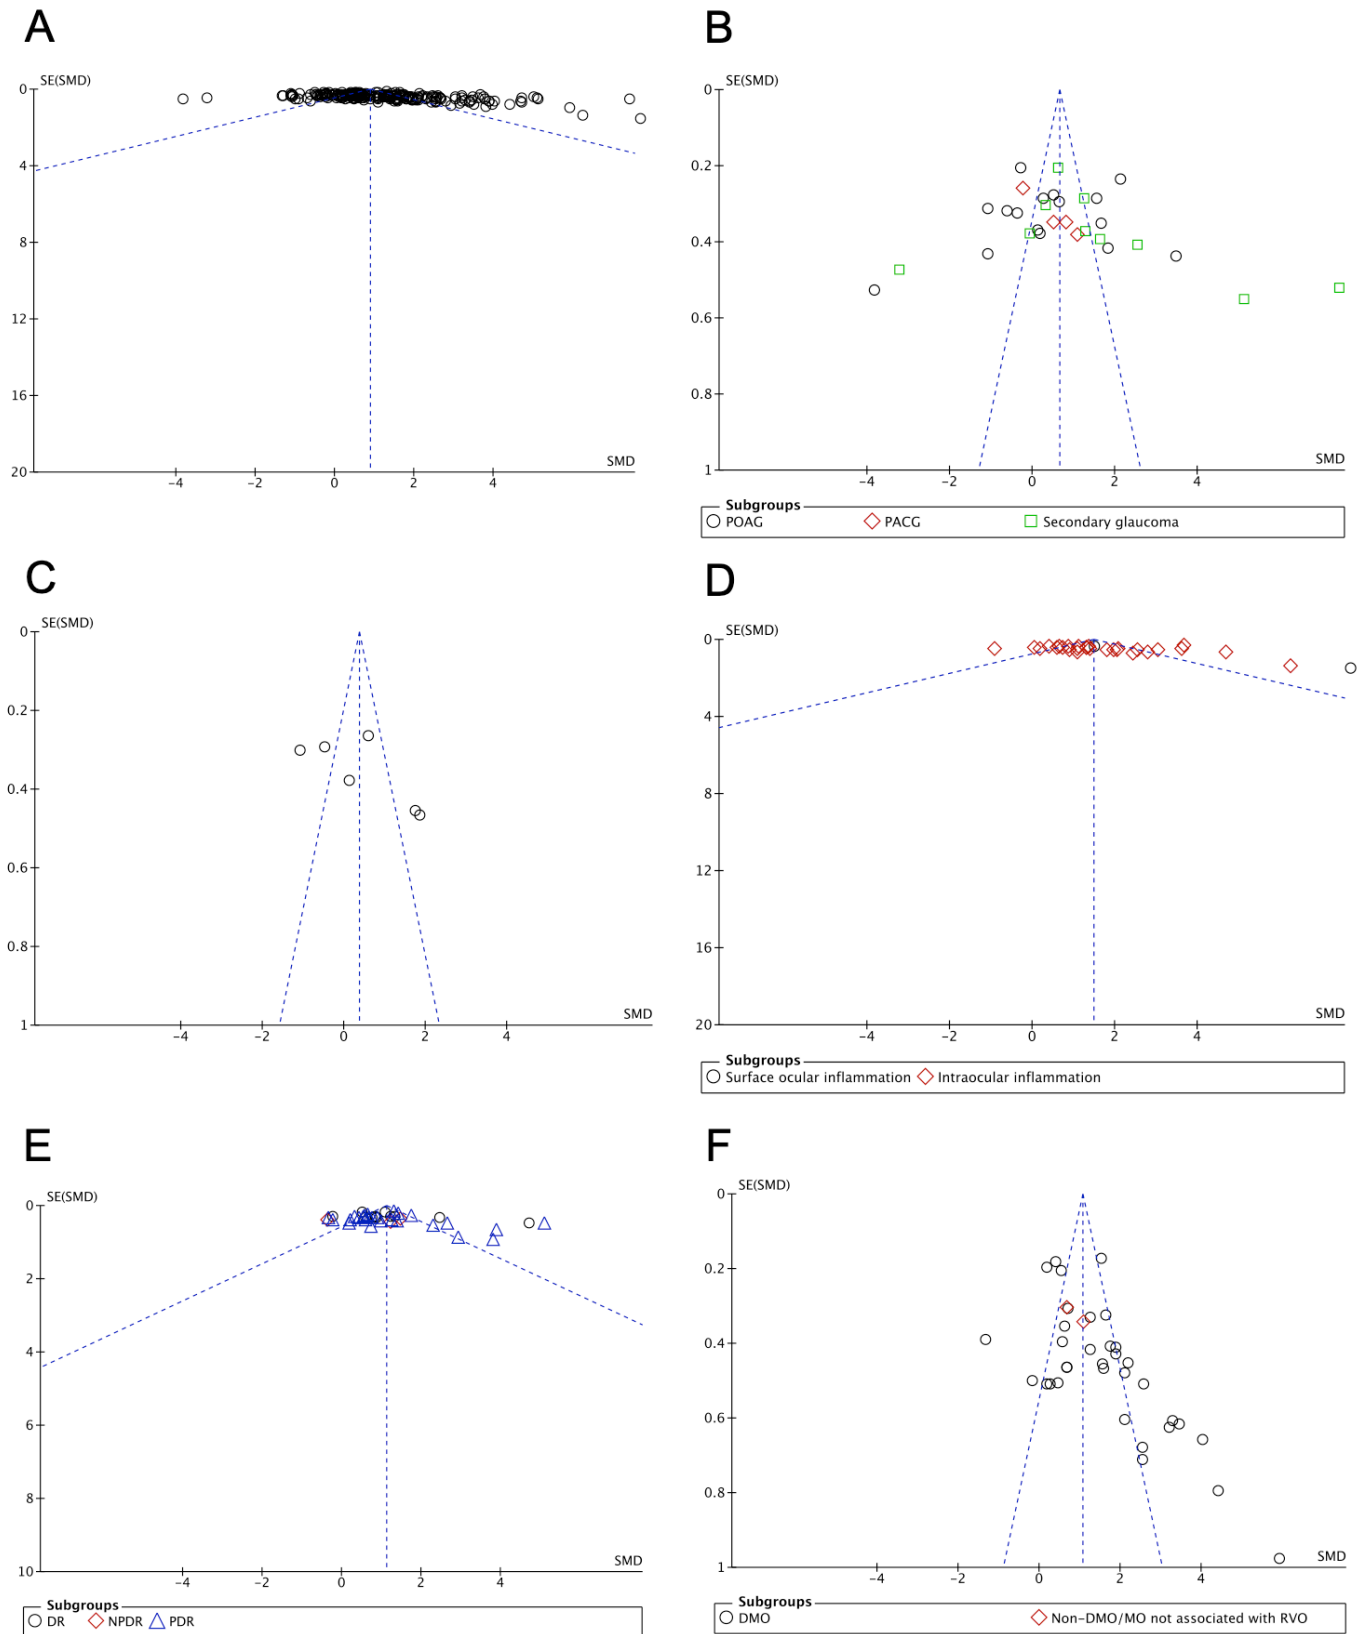 A
SE(SMD)
0
4
8
12
16
20
−4
−2
0
2
4
SMD
B
SE(SMD)
0
0.2
0.4
0.6
0.8
1
−4
−2
0
2
4
SMD
Subgroups
POAG PACG Secondary glaucoma
C
SE(SMD)
0
0.2
0.4
0.6
0.8
1
−4
−2
0
2
4
SMD
D
SE(SMD)
0
4
8
12
16
20
−4
−2
0
2
4
SMD
Subgroups
Surface ocular inflammation Intraocular inflammation
E
SE(SMD)
0
2
4
6
8
10
−4
−2
0
2
4
SMD
Subgroups
DR NPDR PDR
F
SE(SMD)
0
0.2
0.4
0.6
0.8
1
−4
−2
0
2
4
SMD
Subgroups
DMO Non-DMO/MO not associated with RVO